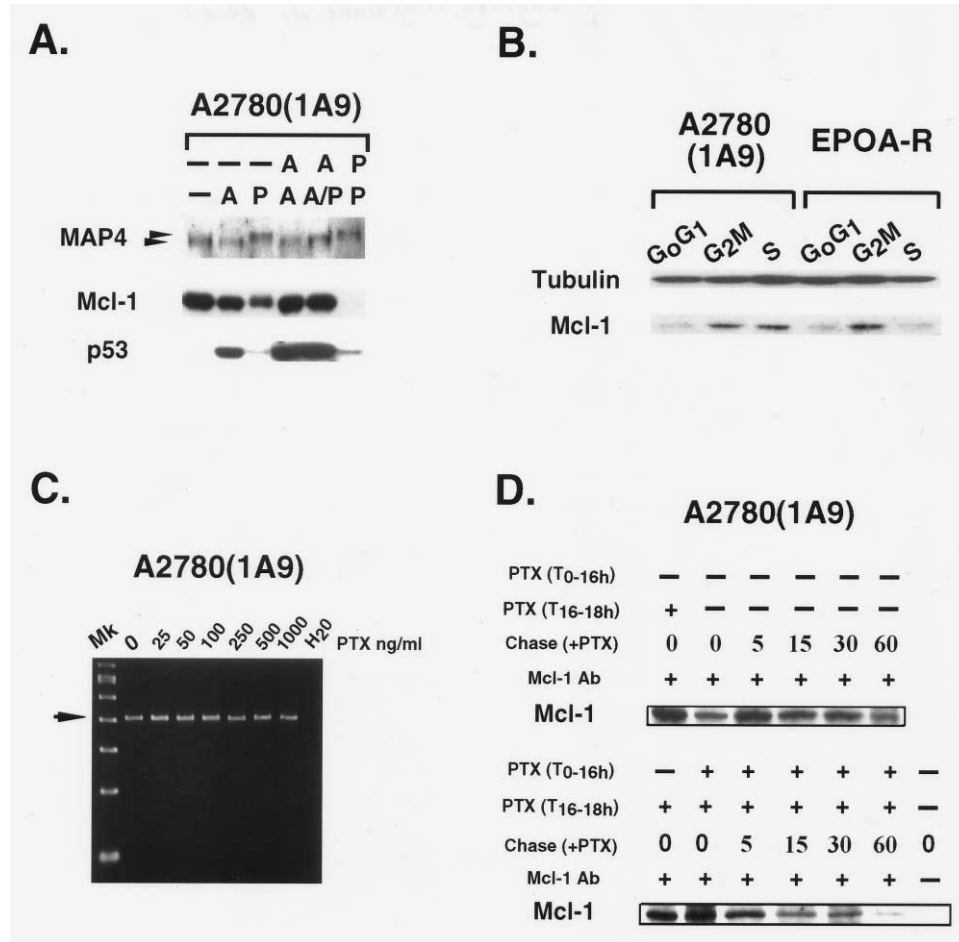 A.
A2780(1A9)
— — — A A P
— A P A A/P P
MAP4
Mcl-1
p53
B.
A2780 (1A9)
EPOA-R
GoG1 G2M S GoG1 G2M S
Tubulin
Mcl-1
C.
A2780(1A9)
Mk 0 25 50 100 250 500 1000 H20 PTX ng/ml
D.
A2780(1A9)
PTX (T0-16h) — — — — — —
PTX (T16-18h) + — — — — —
Chase (+PTX) 0 0 5 15 30 60
Mcl-1 Ab + + + + + +
Mcl-1
PTX (T0-16h) — + + + + + —
PTX (T16-18h) + + + + + + —
Chase (+PTX) 0 0 5 15 30 60 0
Mcl-1 Ab + + + + + + —
Mcl-1